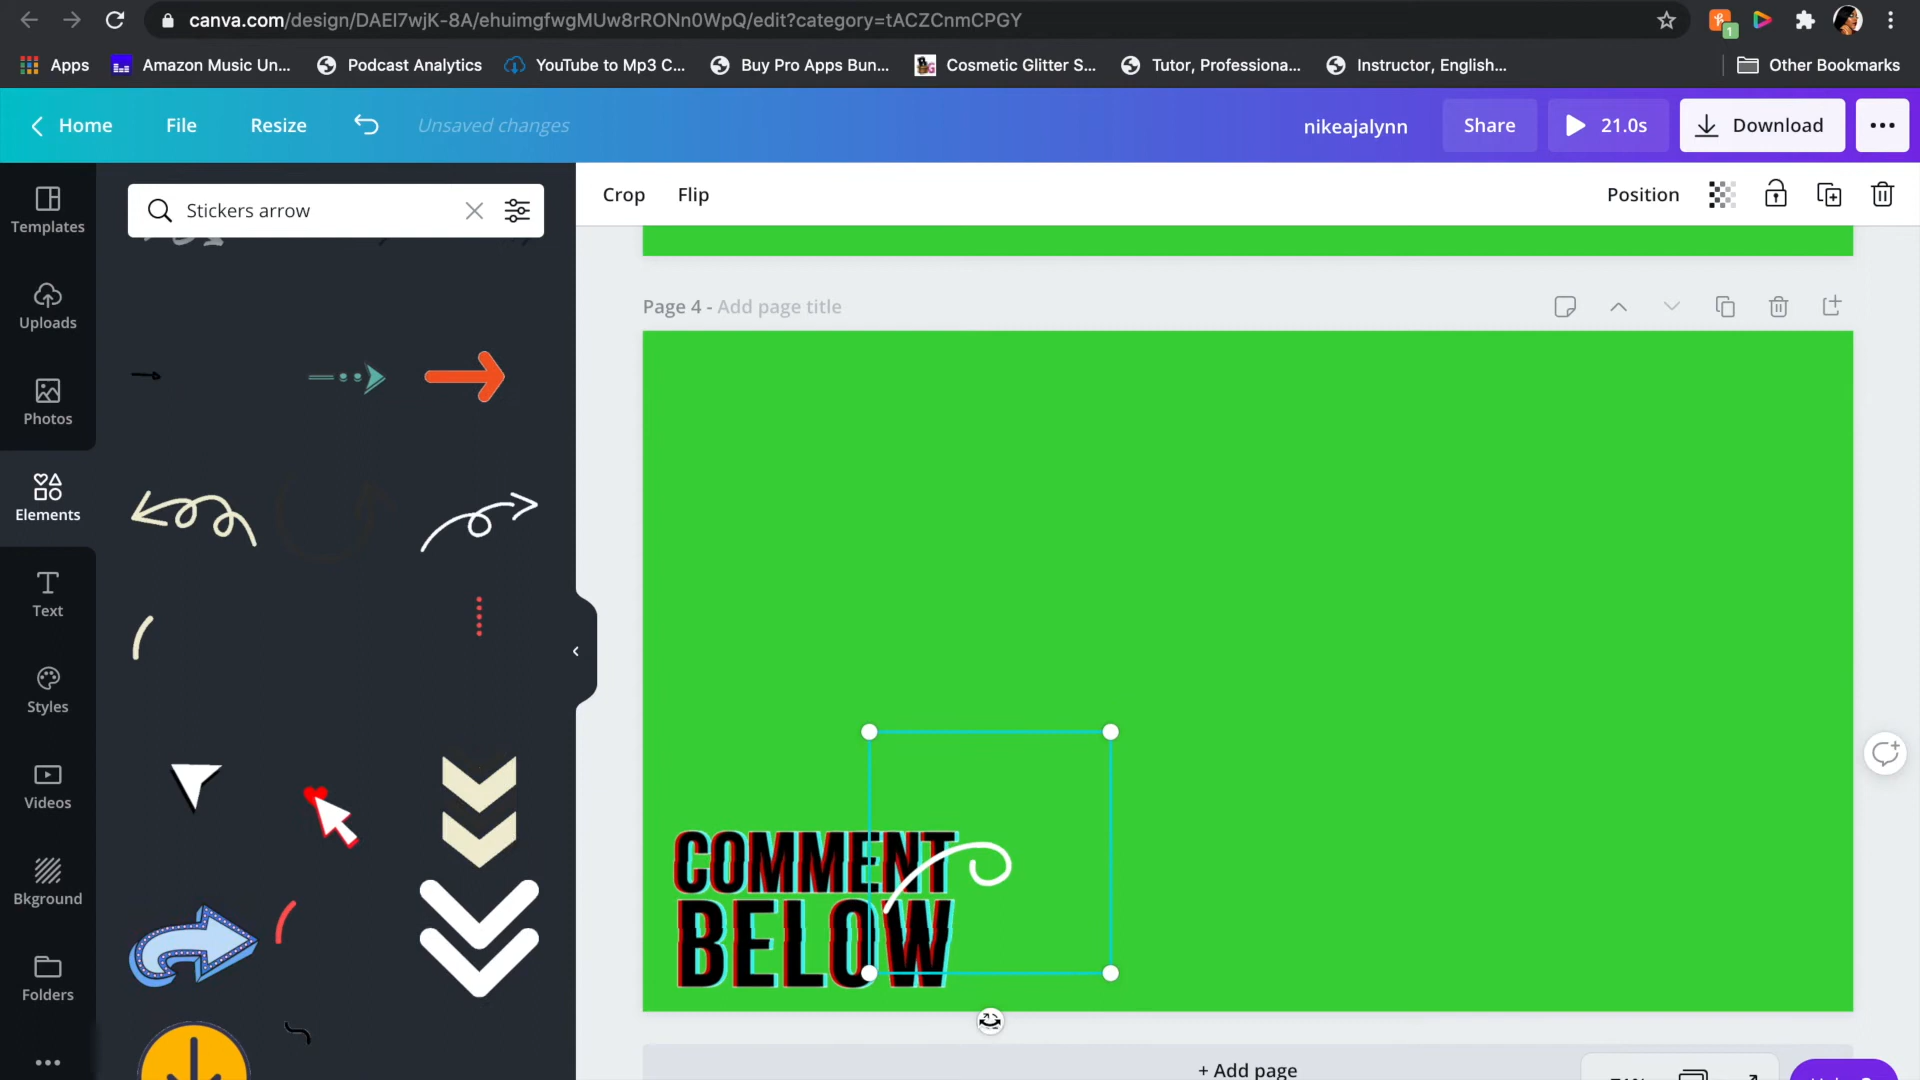 canva.com/design/DAEI7wjK-8A/ehuimgfwgMUw8rRONn0WpQ/edit?category=tACZCnmCPGY
1
Apps
Amazon Music Un...
Podcast Analytics
YouTube to Mp3 C...
Buy Pro Apps Bun...
Cosmetic Glitter S...
Tutor, Professiona...
Instructor, English...
Other Bookmarks
Home
File
Resize
Unsaved changes
nikeajalynn
Share
21.0s
Download
Templates
Uploads
Photos
Elements
Text
Styles
Videos
Bkground
Folders
Stickers arrow
Crop
Flip
Position
Page 4 - Add page title
COMMENT
BELOW
+ Add page